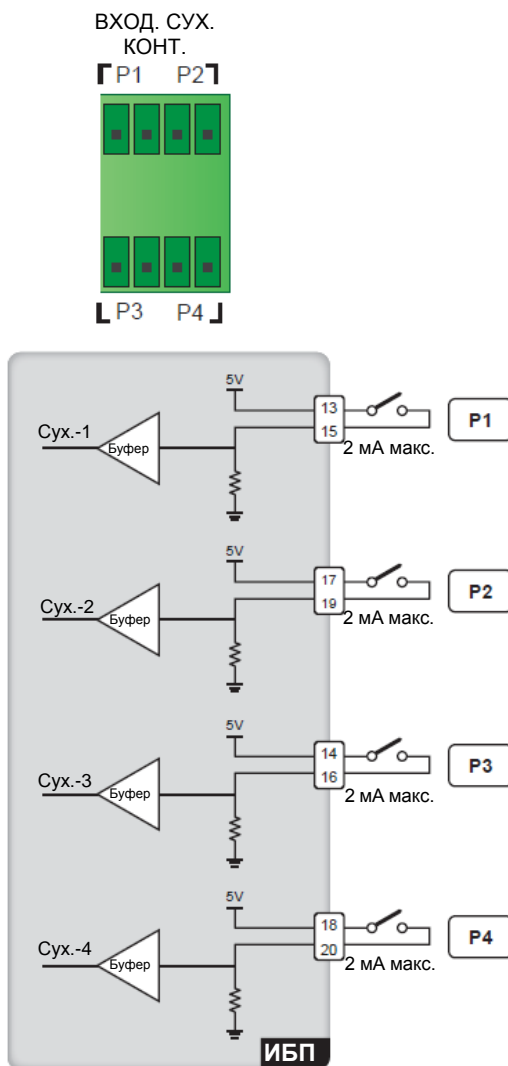 ВХОД. СУХ.
КОНТ.
P1 P2
P3 P4
5V
13
15
Сух.-1
Буфер
2 мА макс.
P1
5V
17
19
Сух.-2
Буфер
2 мА макс.
P2
5V
14
16
Сух.-3
Буфер
2 мА макс.
P3
5V
18
20
Сух.-4
Буфер
2 мА макс.
P4
ИБП